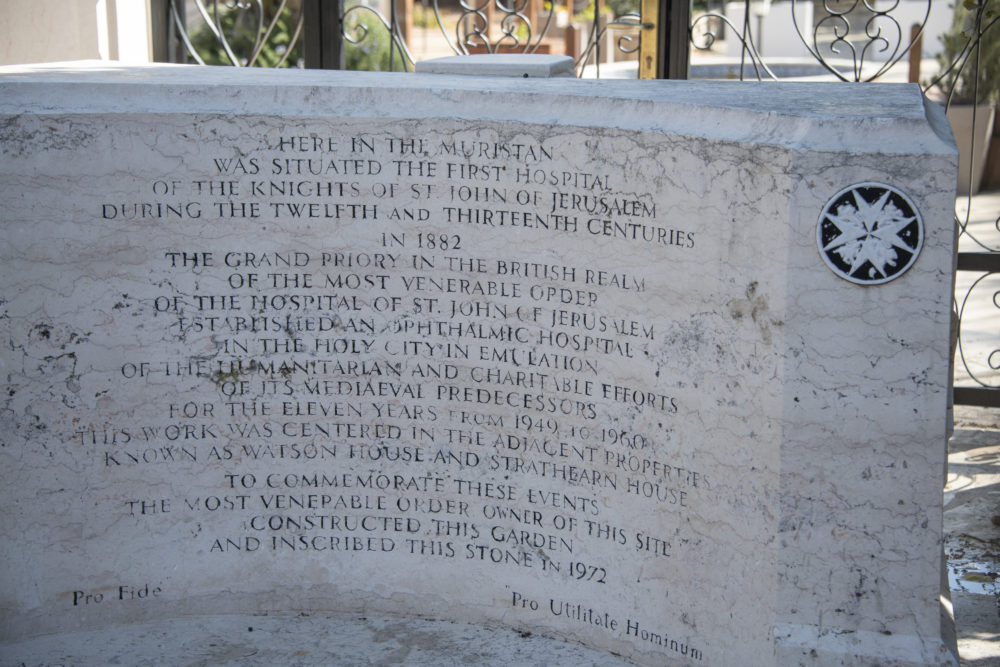 HERE IN THE MURISTAN
WAS SITUATED THE FIRST HOSPITAL
OF THE KNIGHTS OF ST JOHN OF JERUSALEM
DURING THE TWELFTH AND THIRTEENTH CENTURIES
IN 1882
THE GRAND PRIORY IN THE BRITISH REALM
OF THE MOST VENERABLE ORDER
OF THE HOSPITAL OF ST. JOHN OF JERUSALEM
ESTABLISHED AN OPHTHALMIC HOSPITAL
IN THE HOLY CITY IN EMULATION
OF THE HUMANITARIAN AND CHARITABLE EFFORTS
OF ITS MEDIAEVAL PREDECESSORS
FOR THE ELEVEN YEARS FROM 1949 TO 1960
THIS WORK WAS CENTERED IN THE ADJACENT PROPERTIES
KNOWN AS WATSON HOUSE AND STRATHEARN HOUSE
TO COMMEMORATE THESE EVENTS
THE MOST VENERABLE ORDER OWNER OF THIS SITE
CONSTRUCTED THIS GARDEN
AND INSCRIBED THIS STONE IN 1972
Pro Fide
Pro Utilitate Hominum